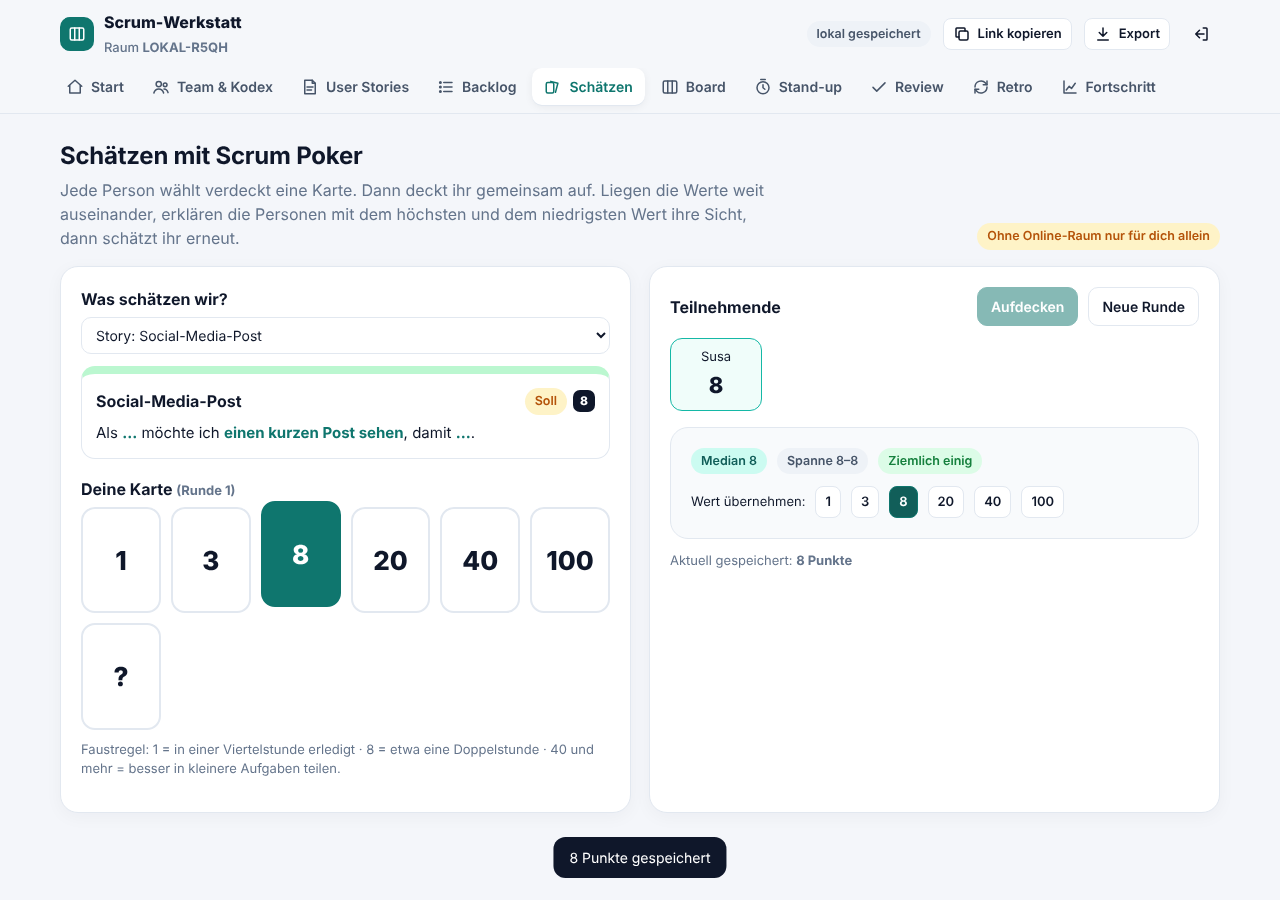 Scrum-Werkstatt
Raum LOKAL-R5QH
lokal gespeichert
Link kopieren
Export
Start
Team & Kodex
User Stories
Backlog
Schätzen
Board
Stand-up
Review
Retro
Fortschritt
Schätzen mit Scrum Poker
Jede Person wählt verdeckt eine Karte. Dann deckt ihr gemeinsam auf. Liegen die Werte weit
auseinander, erklären die Personen mit dem höchsten und dem niedrigsten Wert ihre Sicht,
dann schätzt ihr erneut.
Ohne Online-Raum nur für dich allein
Was schätzen wir?
Story: Social-Media-Post
Social-Media-Post
Soll
8
Als … möchte ich einen kurzen Post sehen, damit ….
Deine Karte (Runde 1)
1
3
8
20
40
100
?
Faustregel: 1 = in einer Viertelstunde erledigt · 8 = etwa eine Doppelstunde · 40 und
mehr = besser in kleinere Aufgaben teilen.
Teilnehmende
Aufdecken
Neue Runde
Susa
8
Median 8
Spanne 8–8
Ziemlich einig
Wert übernehmen: 1 3 8 20 40 100
Aktuell gespeichert: 8 Punkte
8 Punkte gespeichert